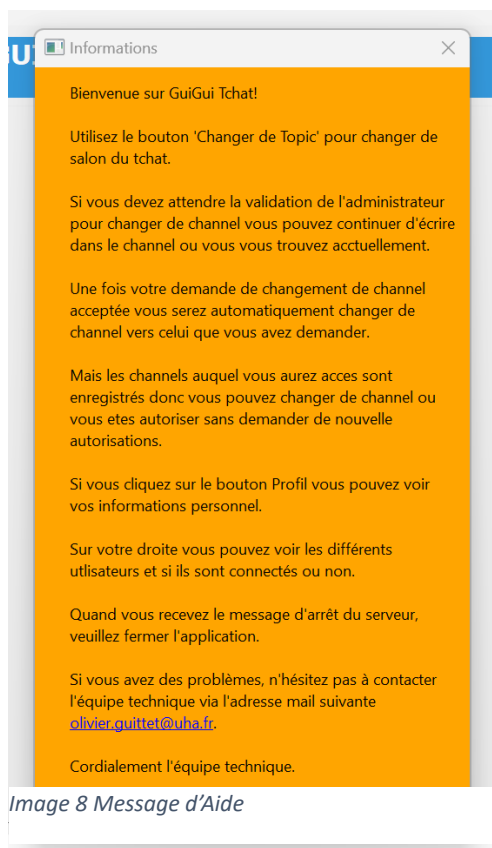 GUI
Informations
Bienvenue sur GuiGui Tchat!
Utilisez le bouton 'Changer de Topic' pour changer de
salon du tchat.
Si vous devez attendre la validation de l'administrateur
pour changer de channel vous pouvez continuer d'écrire
dans le channel ou vous vous trouvez acctuellement.
Une fois votre demande de changement de channel
acceptée vous serez automatiquement changer de
channel vers celui que vous avez demander.
Mais les channels auquel vous aurez acces sont
enregistrés donc vous pouvez changer de channel ou
vous etes autoriser sans demander de nouvelle
autorisations.
Si vous cliquez sur le bouton Profil vous pouvez voir
vos informations personnel.
Sur votre droite vous pouvez voir les différents
utlisateurs et si ils sont connectés ou non.
Quand vous recevez le message d'arrêt du serveur,
veuillez fermer l'application.
Si vous avez des problèmes, n'hésitez pas à contacter
l'équipe technique via l'adresse mail suivante
olivier.guittet@uha.fr.
Cordialement l'équipe technique.
Image 8 Message d'Aide